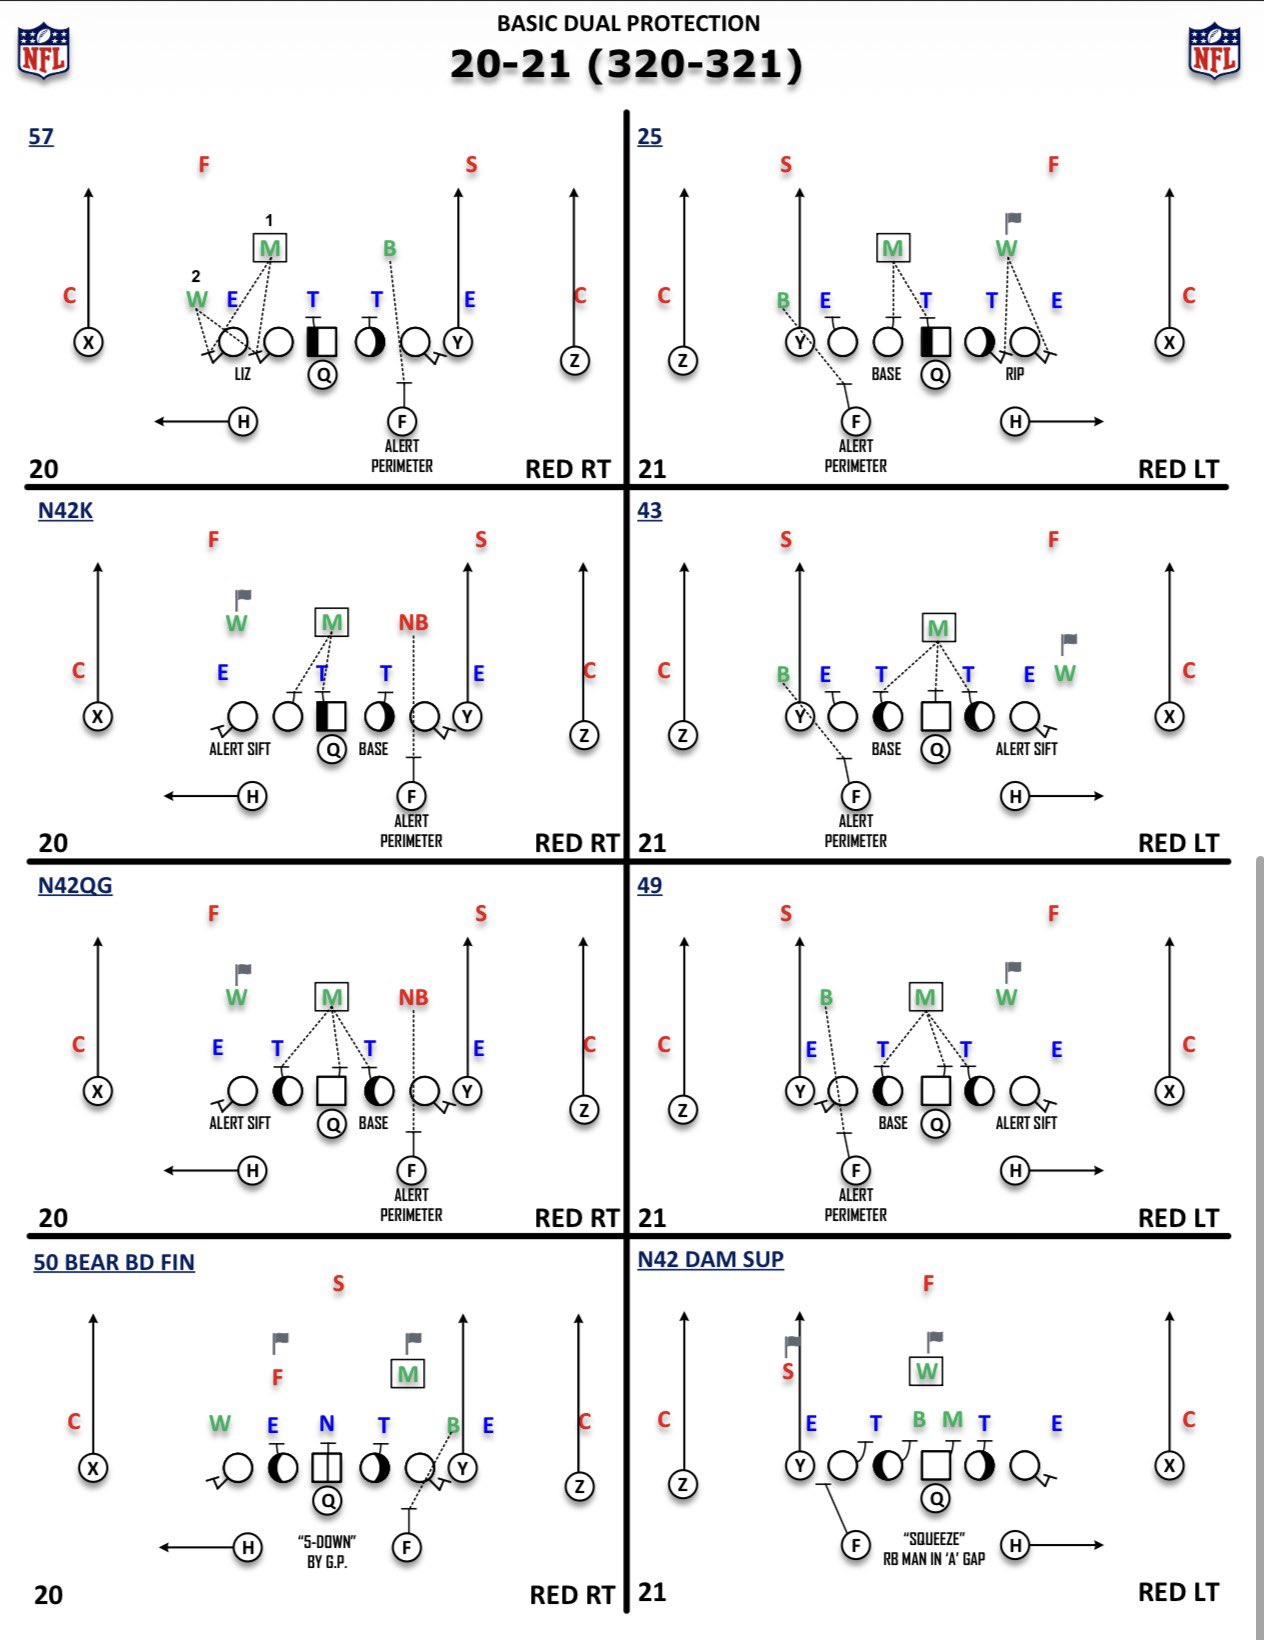 BASIC DUAL PROTECTION
20-21 (320-321)
NFL
NFL
57
F
S
1
M
B
2
C
W
E
T
T
E
C
X
Q
Y
Z
LIZ
H
F
ALERT
PERIMETER
20
RED RT
25
S
F
M
W
C
B
E
T
T
E
C
Z
Y
Q
X
BASE
RIP
F
H
ALERT
PERIMETER
21
RED LT
N42K
F
S
W
M
NB
C
E
T
T
E
C
X
Y
Z
ALERT SIFT
Q
BASE
H
F
ALERT
PERIMETER
20
RED RT
43
S
F
M
C
B
E
T
T
E
W
C
Z
Y
X
BASE
Q
ALERT SIFT
F
H
ALERT
PERIMETER
21
RED LT
N42QG
F
S
W
M
NB
C
E
T
T
E
C
X
Y
Z
ALERT SIFT
Q
BASE
H
F
ALERT
PERIMETER
20
RED RT
49
S
F
B
M
W
C
E
T
T
E
C
Z
Y
X
BASE
Q
ALERT SIFT
F
H
ALERT
PERIMETER
21
RED LT
50 BEAR BD FIN
S
F
M
C
W
E
N
T
B
E
C
X
Y
Z
Q
H
"5-DOWN"
BY G.P.
F
20
RED RT
N42 DAM SUP
F
S
W
C
E
T
B
M
T
E
C
Z
Y
X
Q
F
"SQUEEZE"
RB MAN IN 'A' GAP
H
21
RED LT